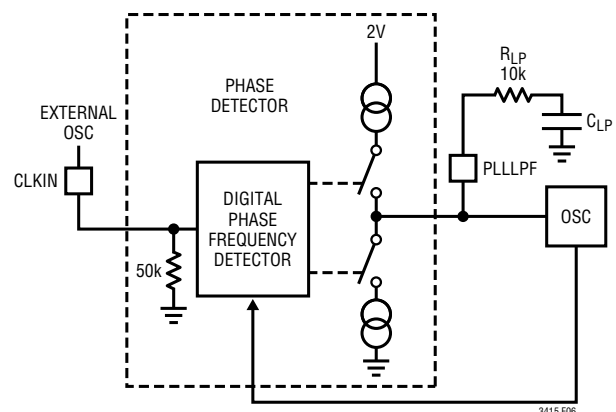 2V
PHASE
DETECTOR
R_LP
10k
C_LP
EXTERNAL
OSC
CLKIN
PLLLPF
DIGITAL
PHASE
FREQUENCY
DETECTOR
OSC
50k
3415 F06